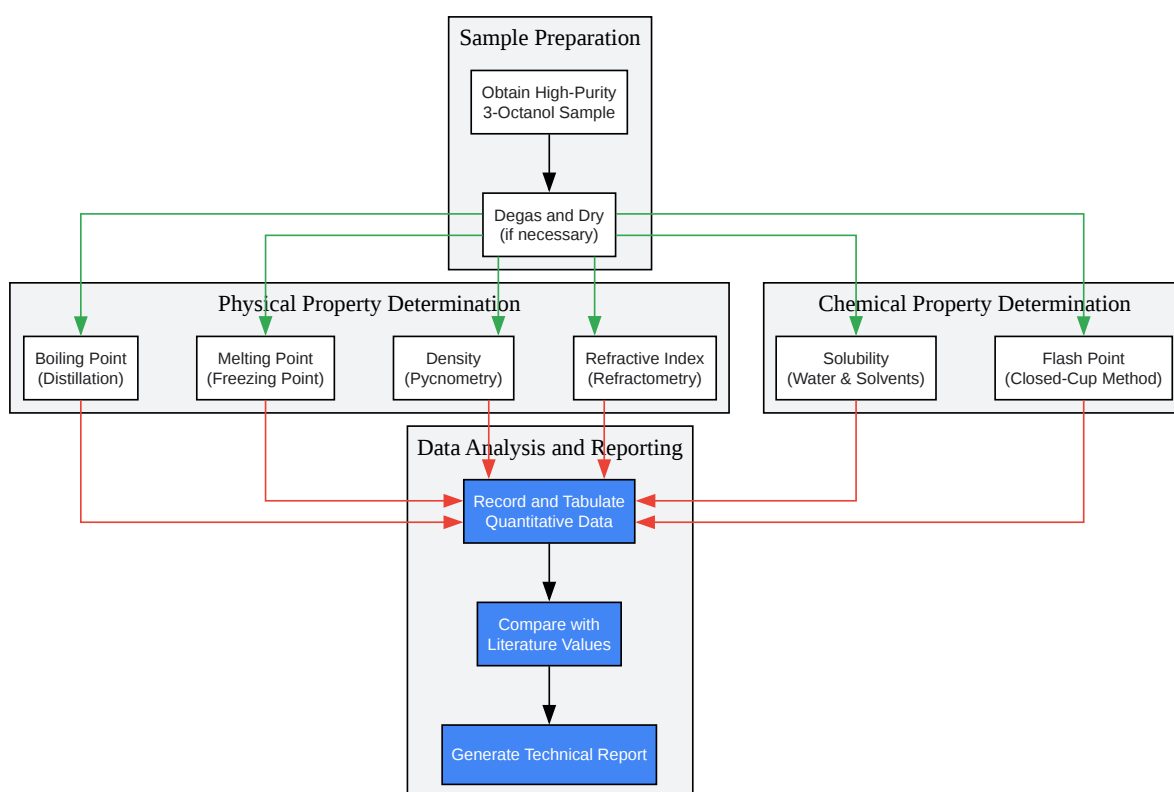 Sample Preparation
Obtain High-Purity
3-Octanol Sample
Degas and Dry
(if necessary)
Physical Property Determination
Chemical Property Determination
Boiling Point
(Distillation)
Melting Point
(Freezing Point)
Density
(Pycnometry)
Refractive Index
(Refractometry)
Solubility
(Water & Solvents)
Flash Point
(Closed-Cup Method)
Data Analysis and Reporting
Record and Tabulate
Quantitative Data
Compare with
Literature Values
Generate Technical Report